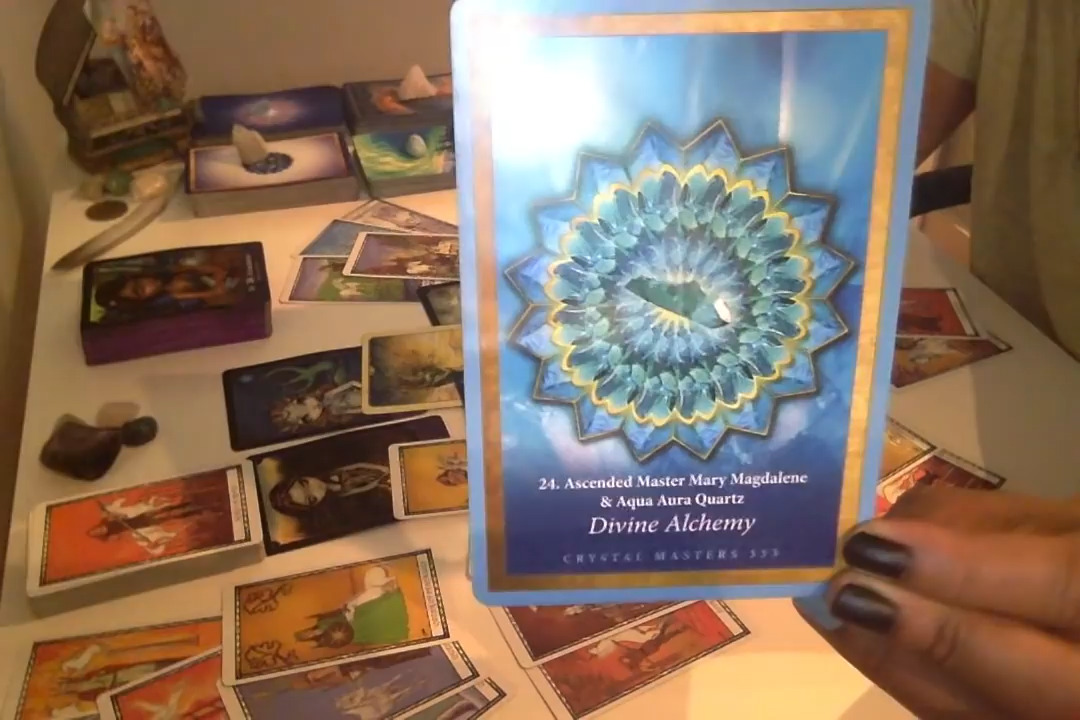 24. Ascended Master Mary Magdalene
& Aqua Aura Quartz
Divine Alchemy
CRYSTAL MASTERS 333